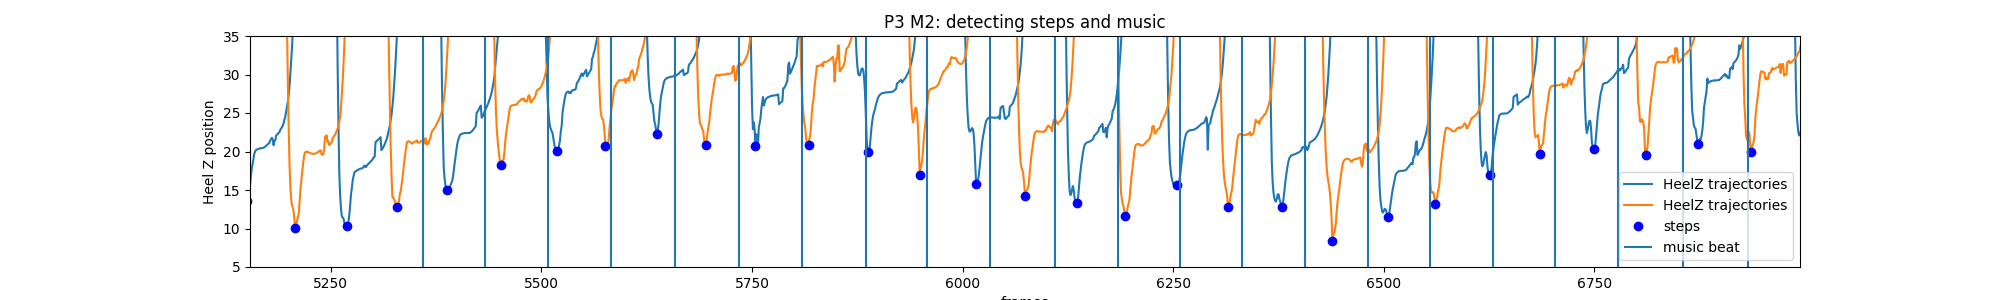 P3 M2: detecting steps and music
35
30
25
20
15
10
5
Heel Z position
HeelZ trajectories
HeelZ trajectories
steps
music beat
5250 5500 5750 6000 6250 6500 6750
frames